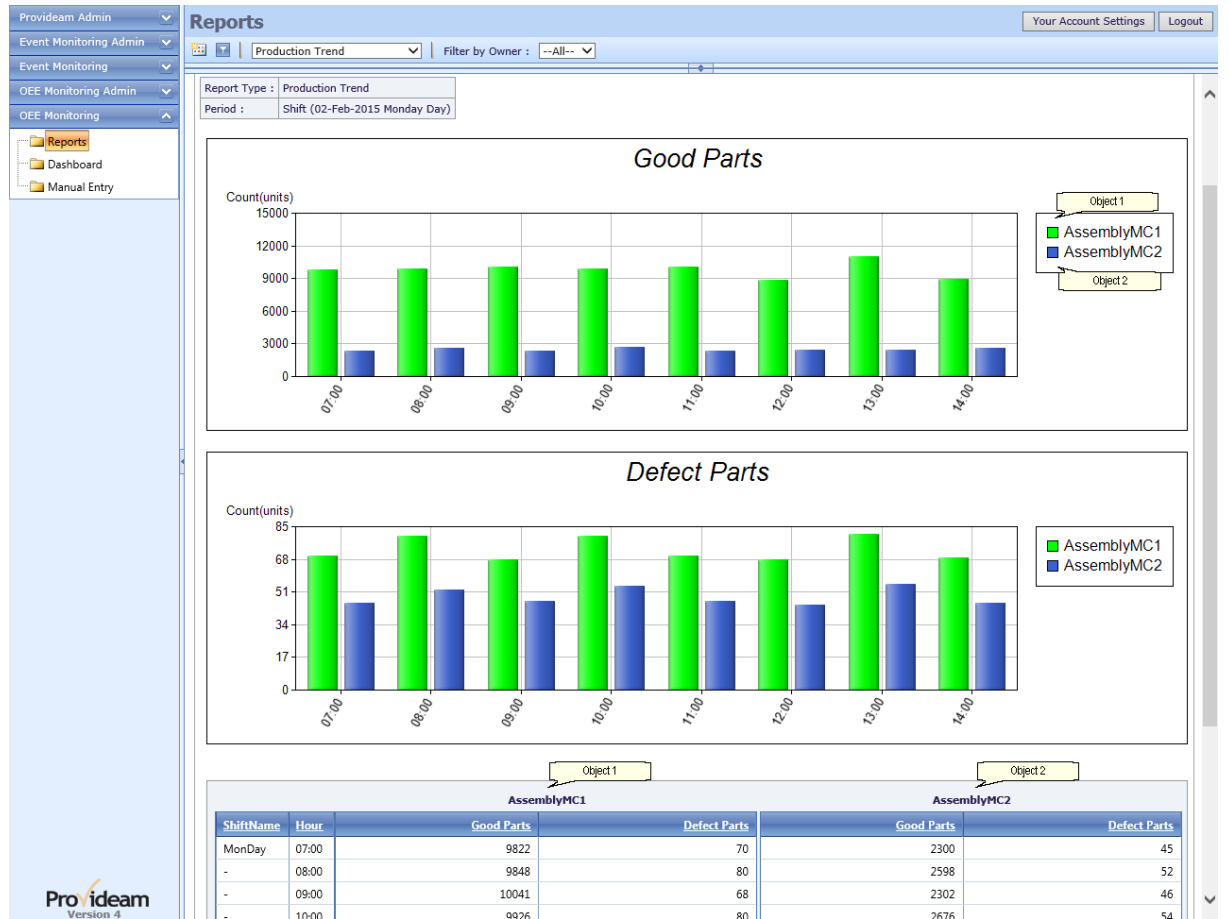 Provideam Admin
Event Monitoring Admin
Event Monitoring
OEE Monitoring Admin
OEE Monitoring
Reports
Dashboard
Manual Entry
Provideam
Version 4
Reports
Your Account Settings Logout
Production Trend Filter by Owner : --All--
Report Type : Production Trend
Period : Shift (02-Feb-2015 Monday Day)
Good Parts
Count(units)
15000
12000
9000
6000
3000
0
07:00 08:00 09:00 10:00 11:00 12:00 13:00 14:00
Object 1
AssemblyMC1
AssemblyMC2
Object 2
Defect Parts
Count(units)
85
68
51
34
17
0
07:00 08:00 09:00 10:00 11:00 12:00 13:00 14:00
AssemblyMC1
AssemblyMC2
Object 1 Object 2
AssemblyMC1 AssemblyMC2
ShiftName Hour Good Parts Defect Parts Good Parts Defect Parts
MonDay 07:00 9822 70 2300 45
- 08:00 9848 80 2598 52
- 09:00 10041 68 2302 46
- 10:00 9926 80 2676 54